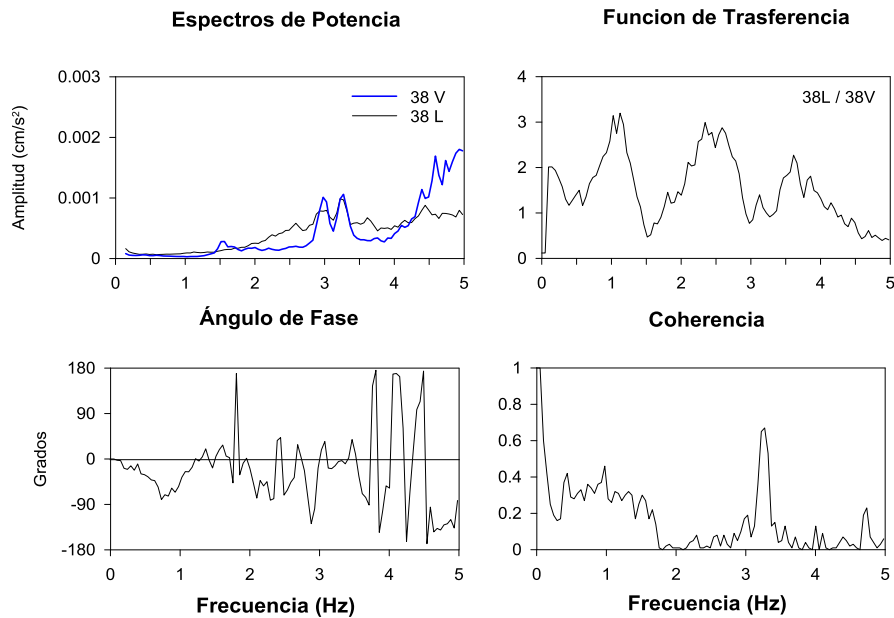 Espectros de Potencia
Funcion de Trasferencia
Amplitud (cm/s²)
0.003
0.002
0.001
0
38 V
38 L
0 1 2 3 4 5
4
3
2
1
0
38L / 38V
0 1 2 3 4 5
Ángulo de Fase
Coherencia
Grados
180
90
0
-90
-180
0 1 2 3 4 5
Frecuencia (Hz)
1
0.8
0.6
0.4
0.2
0
0 1 2 3 4 5
Frecuencia (Hz)